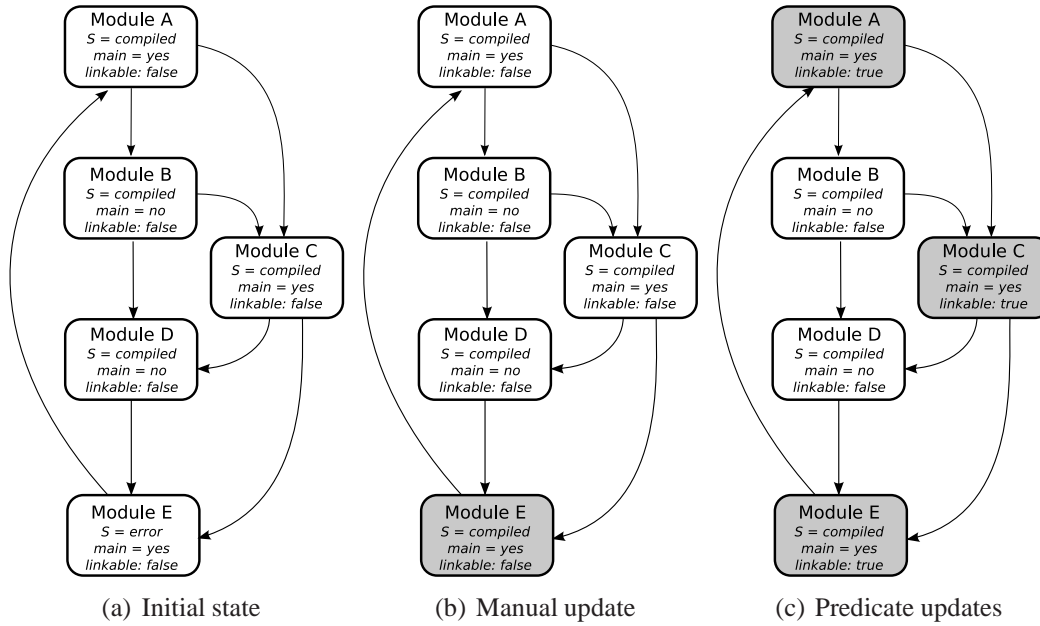 Module A
S = compiled
main = yes
linkable: false
Module B
S = compiled
main = no
linkable: false
Module C
S = compiled
main = yes
linkable: false
Module D
S = compiled
main = no
linkable: false
Module E
S = error
main = yes
linkable: false
(a) Initial state
Module A
S = compiled
main = yes
linkable: false
Module B
S = compiled
main = no
linkable: false
Module C
S = compiled
main = yes
linkable: false
Module D
S = compiled
main = no
linkable: false
Module E
S = compiled
main = yes
linkable: false
(b) Manual update
Module A
S = compiled
main = yes
linkable: true
Module B
S = compiled
main = no
linkable: false
Module C
S = compiled
main = yes
linkable: true
Module D
S = compiled
main = no
linkable: false
Module E
S = compiled
main = yes
linkable: true
(c) Predicate updates